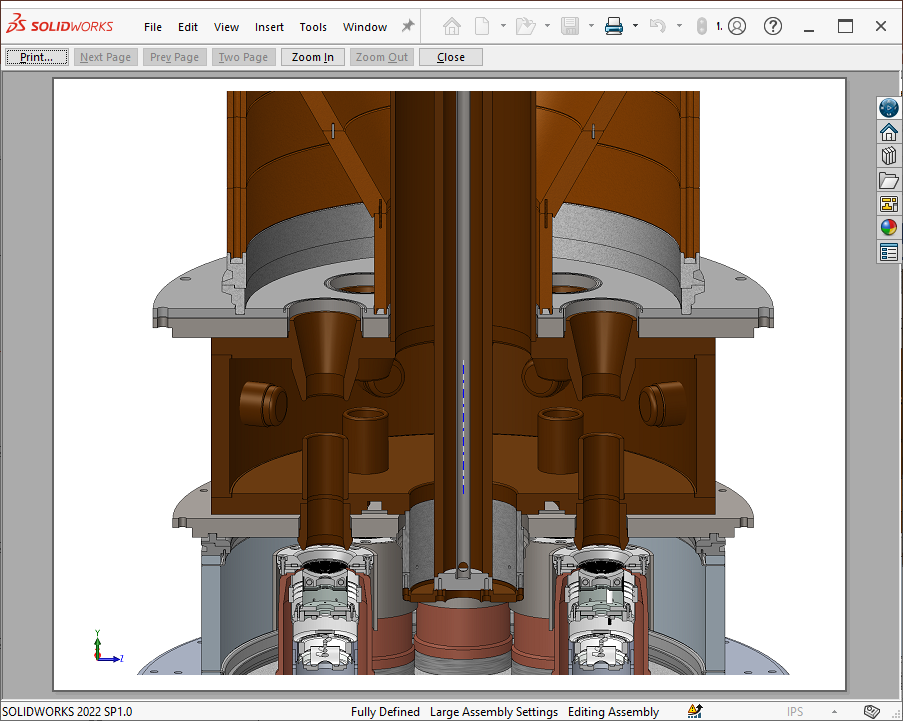 SOLIDWORKS File Edit View Insert Tools Window 1.
Print... Next Page Prev Page Two Page Zoom In Zoom Out Close
Y
Z
SOLIDWORKS 2022 SP1.0 Fully Defined Large Assembly Settings Editing Assembly IPS